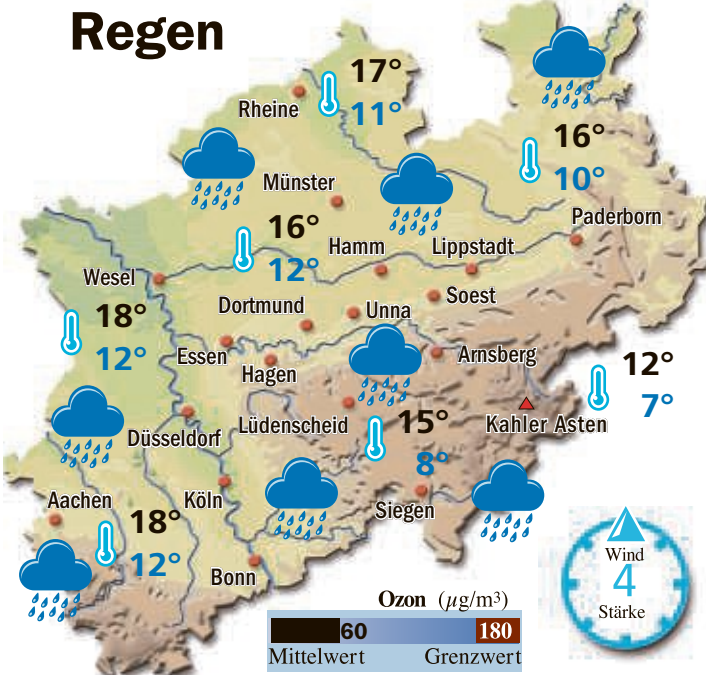 Regen
17°
11°
Rheine
16°
10°
Münster
Paderborn
16°
12°
Hamm
Lippstadt
Wesel
Soest
Dortmund
Unna
18°
12°
Essen
Arnsberg
Hagen
12°
7°
Lüdenscheid
15°
Kahler Asten
Düsseldorf
8°
Aachen
Köln
Siegen
18°
12°
Bonn
Wind
4
Stärke
Ozon (µg/m³)
60
180
Mittelwert
Grenzwert